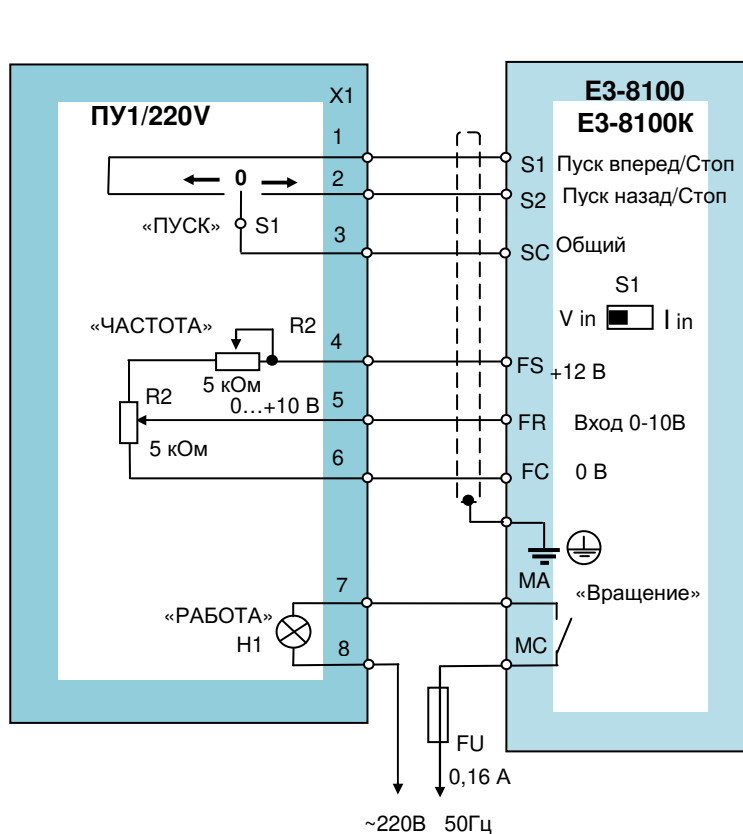 ПУ1/220V
X1
E3-8100
E3-8100К
1
S1 Пуск вперед/Стоп
0
2
S2 Пуск назад/Стоп
«ПУСК» S1
3
SC Общий
S1
V in I in
«ЧАСТОТА» R2
4
FS +12 В
5 кОм
R2
0…+10 В
5
FR Вход 0-10В
5 кОм
6
FC 0 В
MA
7
«Вращение»
«РАБОТА»
H1
8
MC
FU
0,16 А
~220В 50Гц